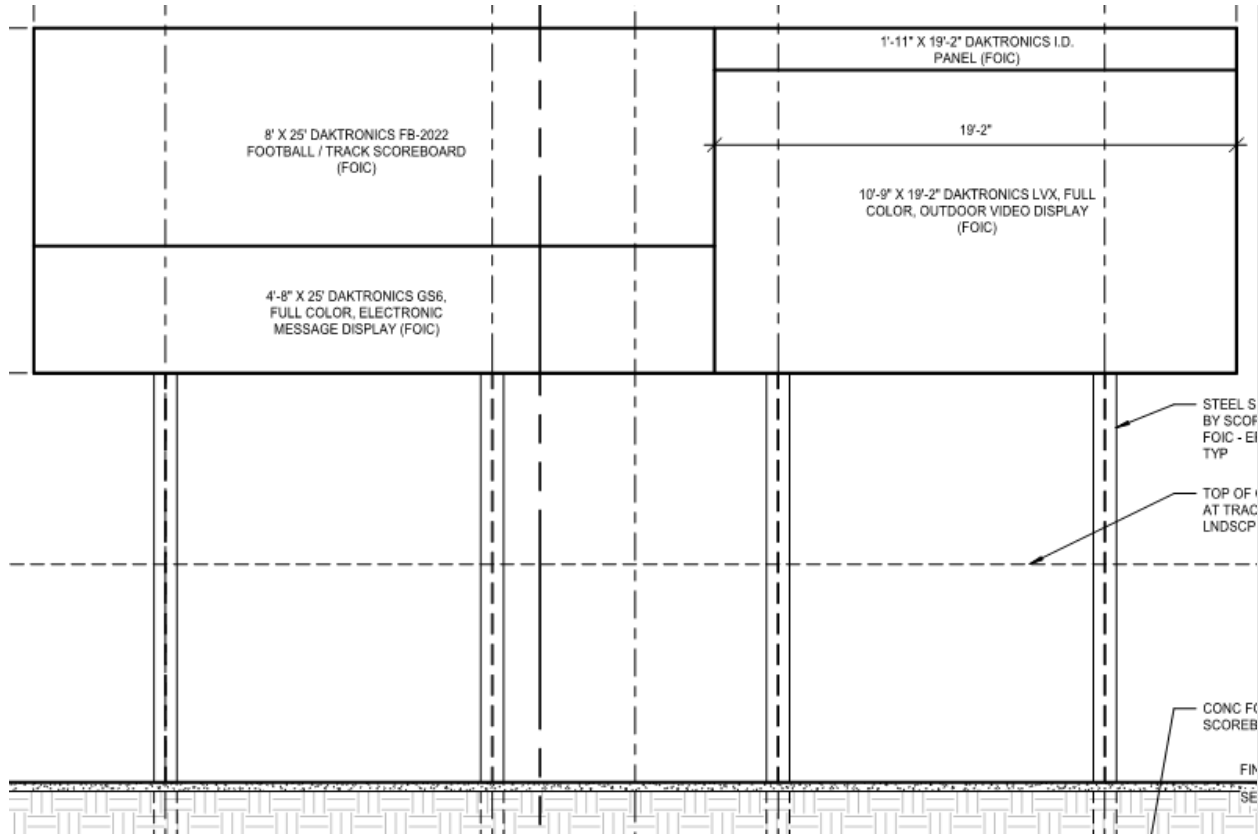 1'-11" X 19'-2" DAKTRONICS I.D.
PANEL (FOIC)
8' X 25' DAKTRONICS FB-2022
FOOTBALL / TRACK SCOREBOARD
(FOIC)
19'-2"
10'-9" X 19'-2" DAKTRONICS LVX, FULL
COLOR, OUTDOOR VIDEO DISPLAY
(FOIC)
4'-8" X 25' DAKTRONICS GS6,
FULL COLOR, ELECTRONIC
MESSAGE DISPLAY (FOIC)
STEEL S
BY SCOR
FOIC - E
TYP
TOP OF
AT TRAC
LNDSCP
CONC FO
SCOREB
FIN
SE